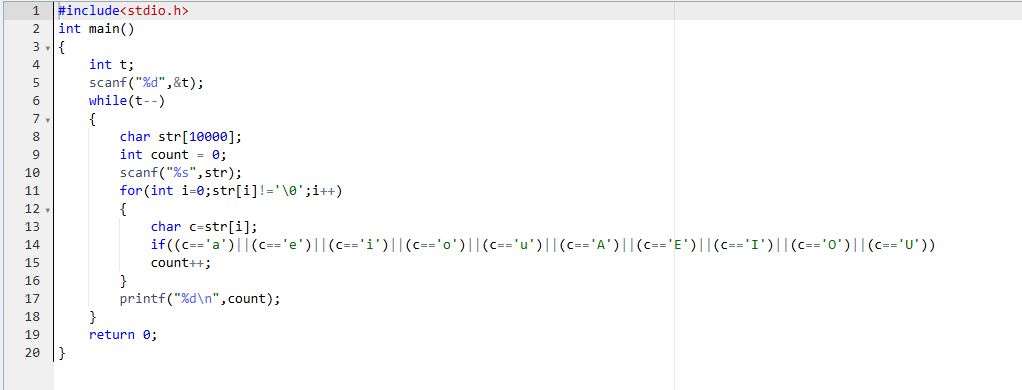 1 #include<stdio.h>
2 int main()
3 {
4 int t;
5 scanf("%d",&t);
6 while(t--)
7 {
8 char str[10000];
9 int count = 0;
10 scanf("%s",str);
11 for(int i=0;str[i]!='\0';i++)
12 {
13 char c=str[i];
14 if((c=='a')||(c=='e')||(c=='i')||(c=='o')||(c=='u')||(c=='A')||(c=='E')||(c=='I')||(c=='O')||(c=='U'))
15 count++;
16 }
17 printf("%d\n",count);
18 }
19 return 0;
20 }